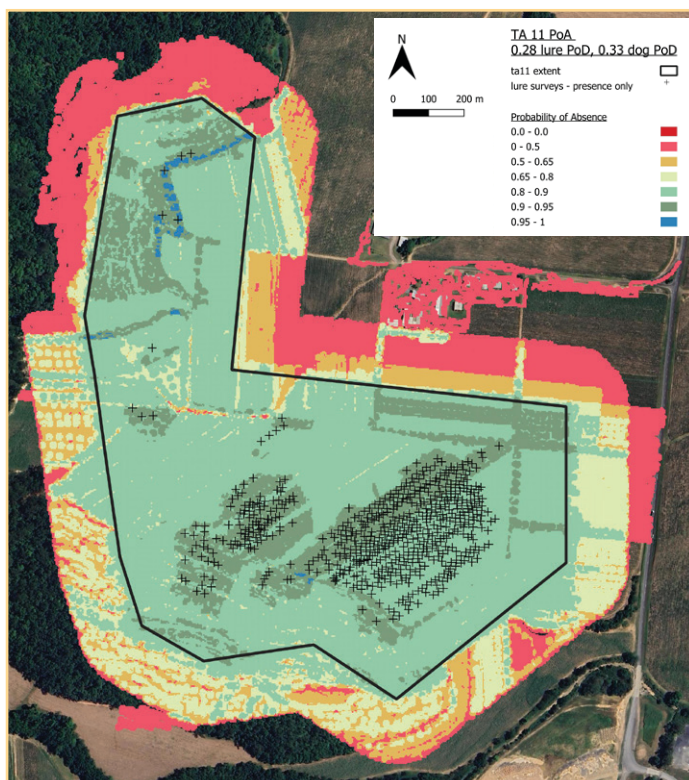 TA 11 PoA
0.28 lure PoD, 0.33 dog PoD
N
0 100 200 m
ta11 extent
lure surveys - presence only
Probability of Absence
0.0 - 0.0
0 - 0.5
0.5 - 0.65
0.65 - 0.8
0.8 - 0.9
0.9 - 0.95
0.95 - 1